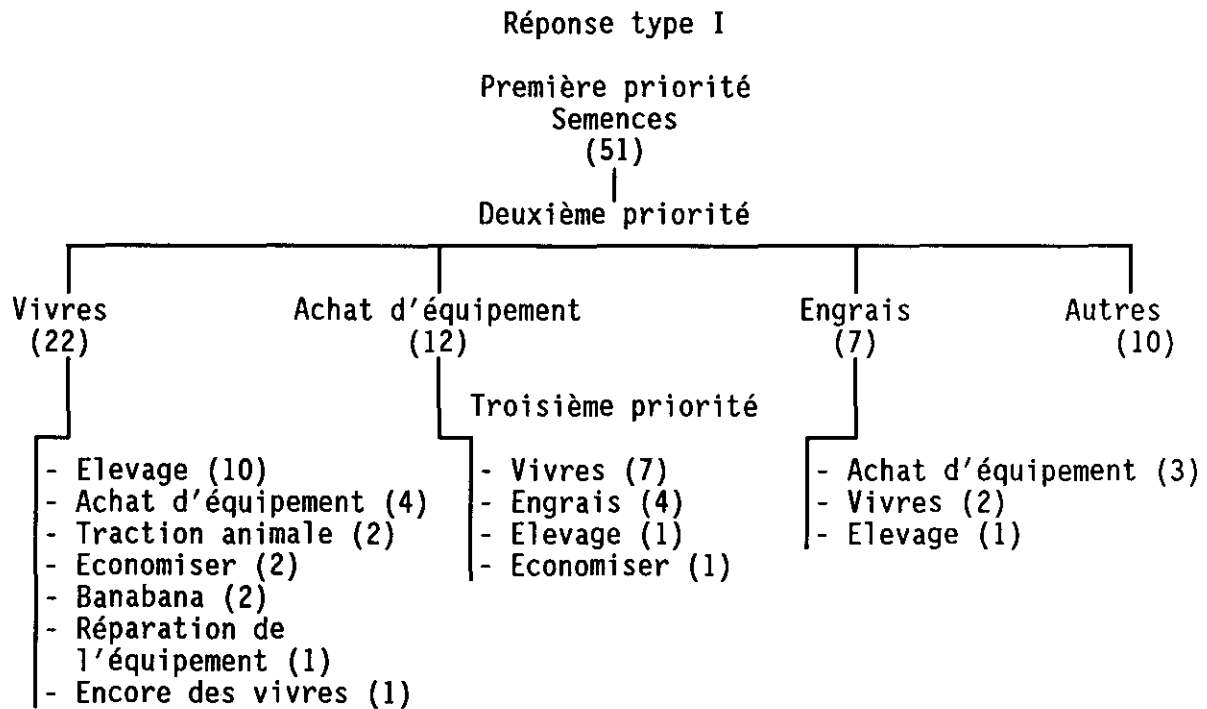 Réponse type I
Première priorité
Semences
(51)
Deuxième priorité
Vivres
(22)
Achat d'équipement
(12)
Engrais
(7)
Autres
(10)
Troisième priorité
- Elevage (10)
- Achat d'équipement (4)
- Traction animale (2)
- Economiser (2)
- Banabana (2)
- Réparation de
l'équipement (1)
- Encore des vivres (1)
- Vivres (7)
- Engrais (4)
- Elevage (1)
- Economiser (1)
- Achat d'équipement (3)
- Vivres (2)
- Elevage (1)